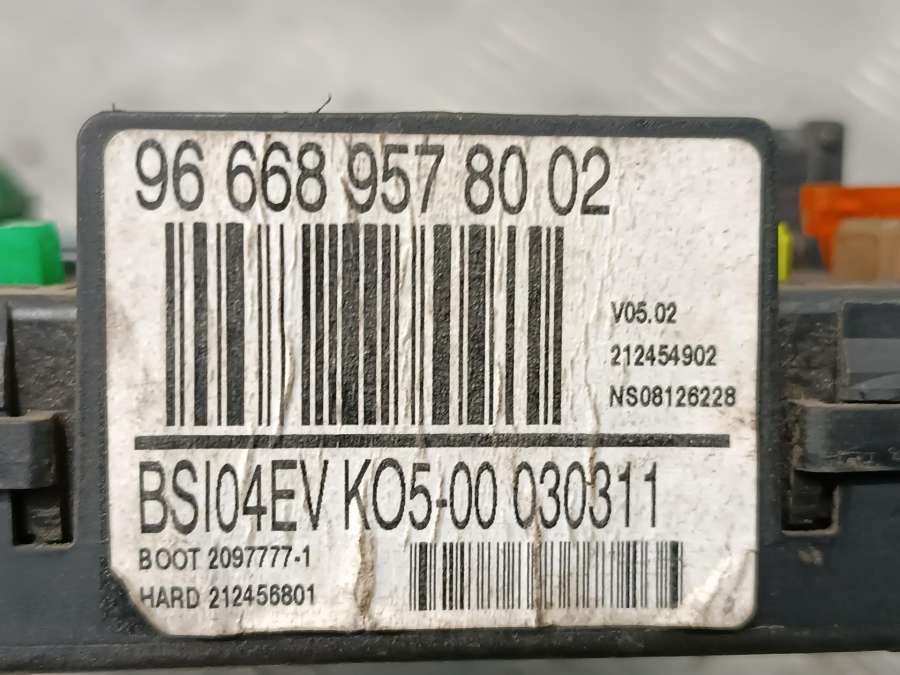 96 668 957 80 02
V05.02
212454902
NS08126228
BSI04EV KO5-00 030311
BOOT 2097777-1
HARD 212456801